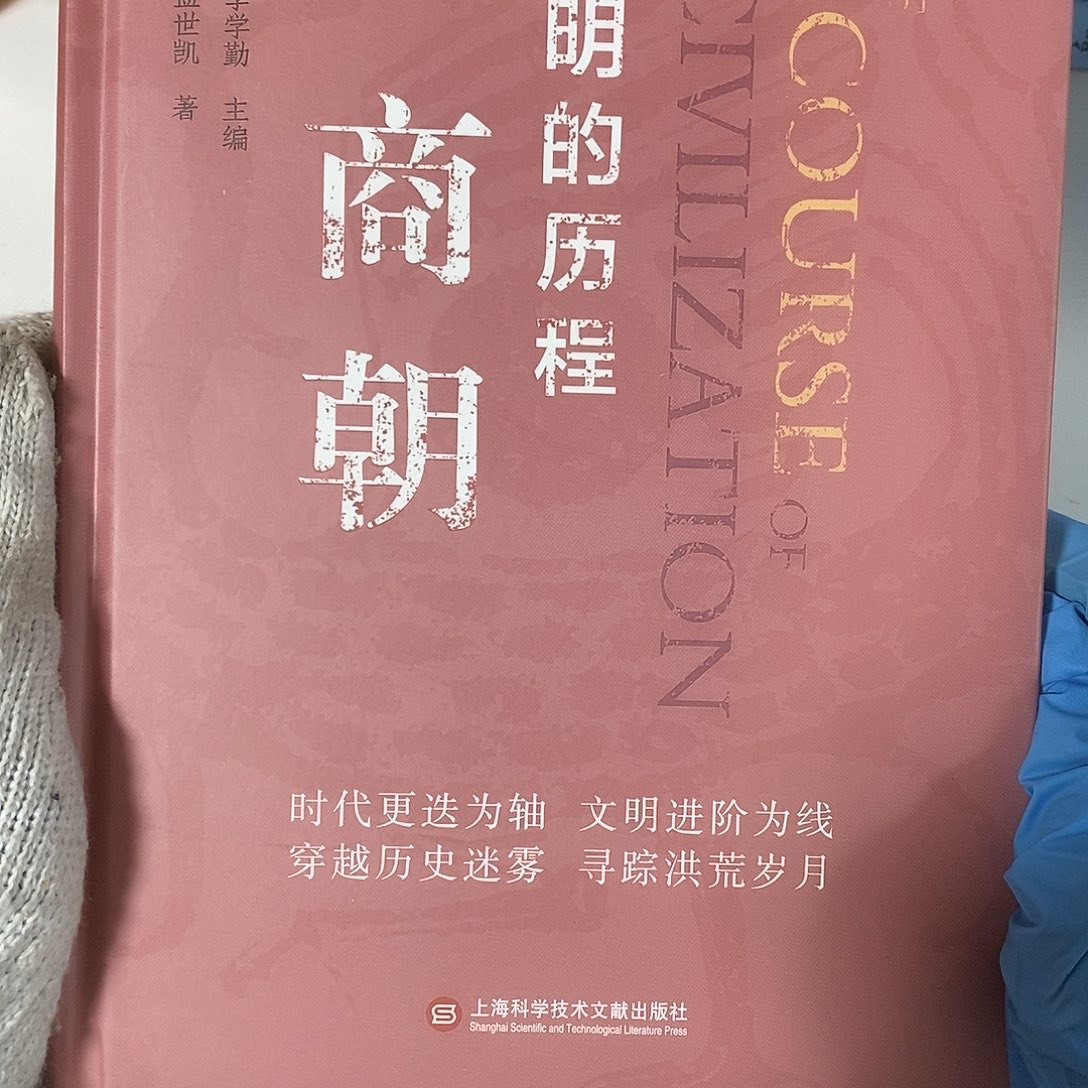 THE COURSE OF
CIVILIZATION
明的历程
商朝
李学勤 主编
孟世凯 著
时代更迭为轴 文明进阶为线
穿越历史迷雾 寻踪洪荒岁月
上海科学技术文献出版社
Shanghai Scientific and Technological Literature Press